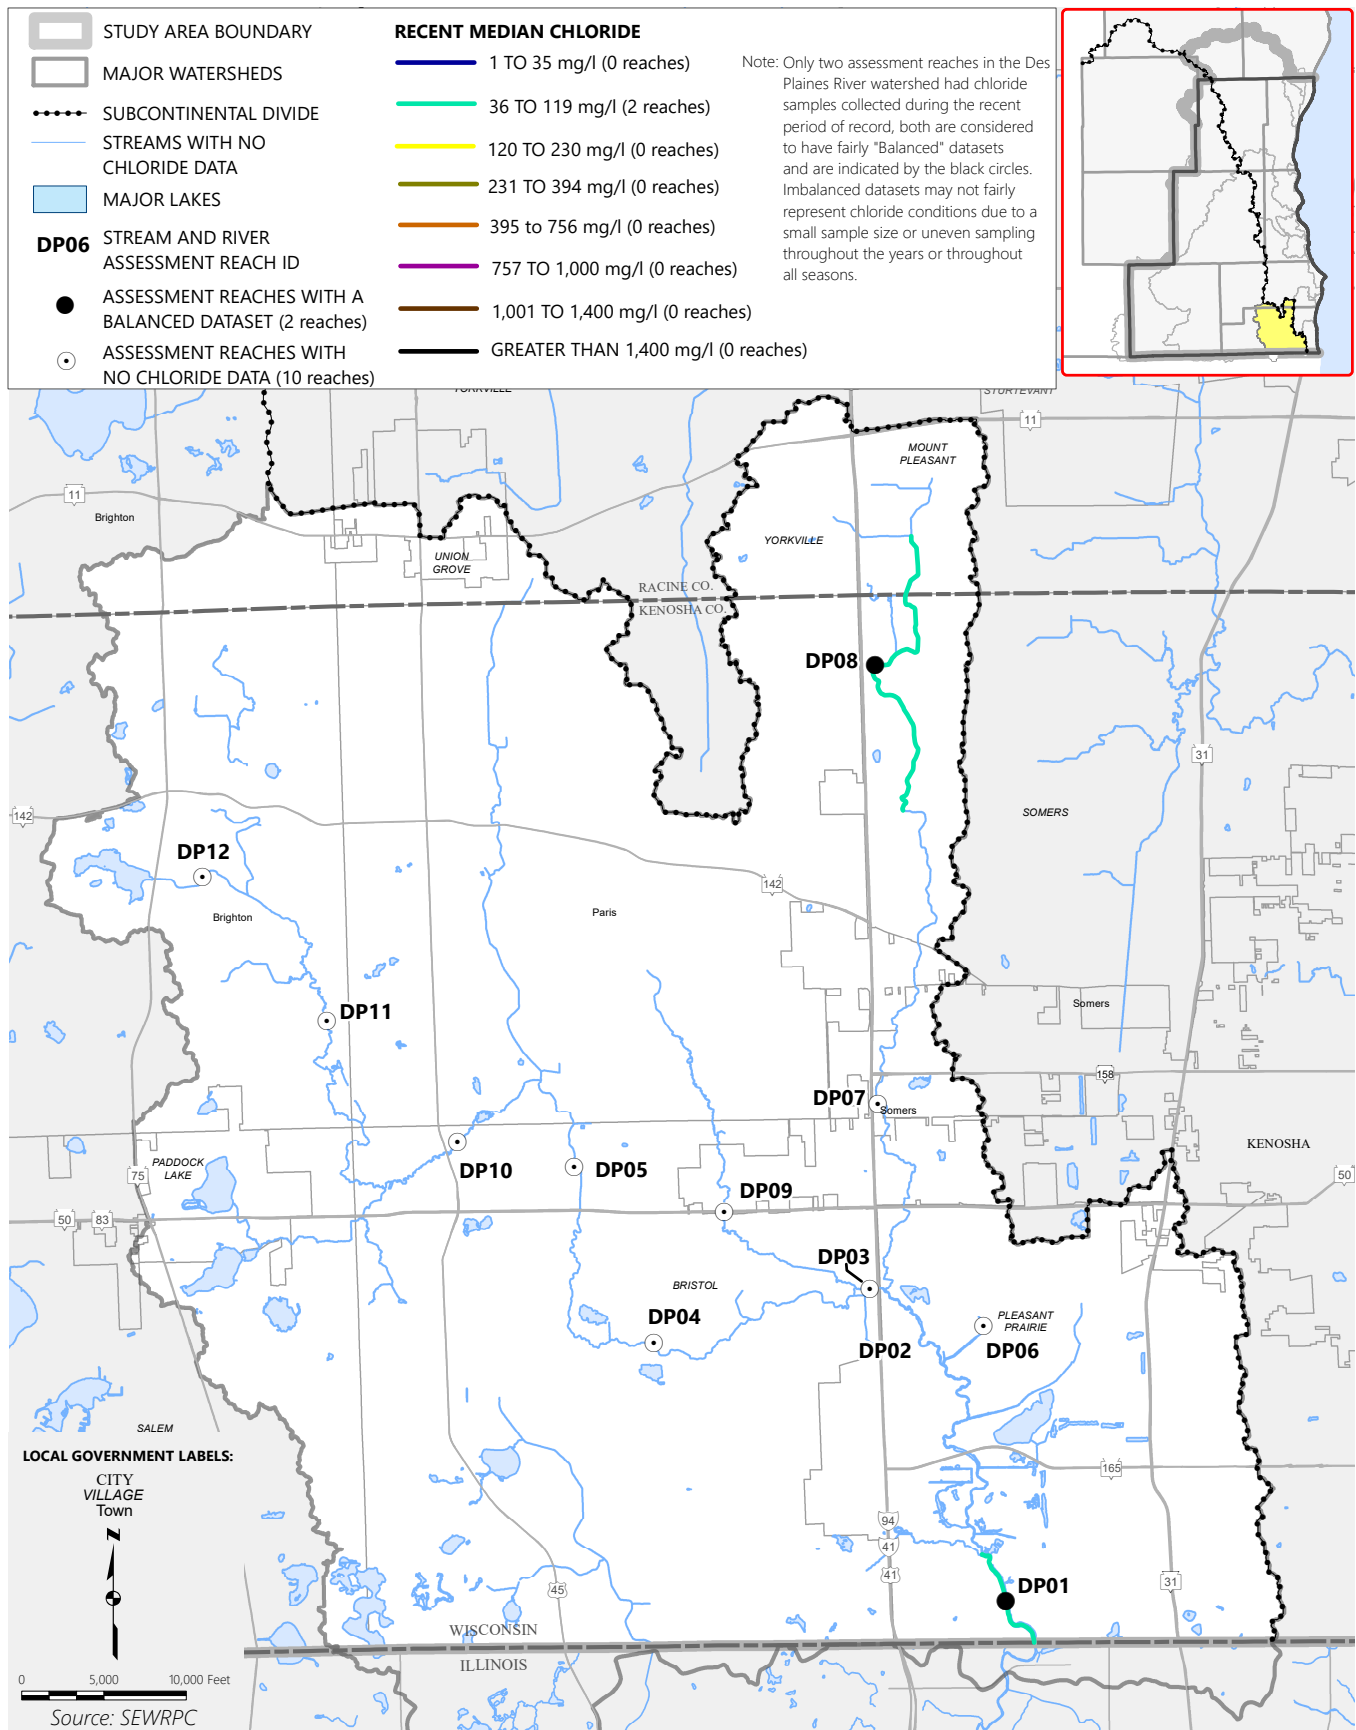 STUDY AREA BOUNDARY
MAJOR WATERSHEDS
SUBCONTINENTAL DIVIDE
STREAMS WITH NO
CHLORIDE DATA
MAJOR LAKES
DP06 STREAM AND RIVER
ASSESSMENT REACH ID
ASSESSMENT REACHES WITH A
BALANCED DATASET (2 reaches)
ASSESSMENT REACHES WITH
NO CHLORIDE DATA (10 reaches)
RECENT MEDIAN CHLORIDE
1 TO 35 mg/l (0 reaches)
36 TO 119 mg/l (2 reaches)
120 TO 230 mg/l (0 reaches)
231 TO 394 mg/l (0 reaches)
395 to 756 mg/l (0 reaches)
757 TO 1,000 mg/l (0 reaches)
1,001 TO 1,400 mg/l (0 reaches)
GREATER THAN 1,400 mg/l (0 reaches)
Note: Only two assessment reaches in the Des
Plaines River watershed had chloride
samples collected during the recent
period of record, both are considered
to have fairly "Balanced" datasets
and are indicated by the black circles.
Imbalanced datasets may not fairly
represent chloride conditions due to a
small sample size or uneven sampling
throughout the years or throughout
all seasons.
YORKVILLE
STURTEVANT
11
MOUNT
PLEASANT
11
Brighton
YORKVILLE
UNION
GROVE
RACINE CO.
KENOSHA CO.
DP08
31
142
SOMERS
DP12
142
Brighton
Paris
DP11
Somers
158
DP07
Somers
KENOSHA
DP10
PADDOCK
LAKE
75
DP05
50
DP09
50
83
DP03
BRISTOL
DP04
PLEASANT
PRAIRIE
DP02
DP06
SALEM
LOCAL GOVERNMENT LABELS:
CITY
VILLAGE
Town
N
165
94
41
41
DP01
31
45
WISCONSIN
ILLINOIS
0 5,000 10,000 Feet
Source: SEWRPC